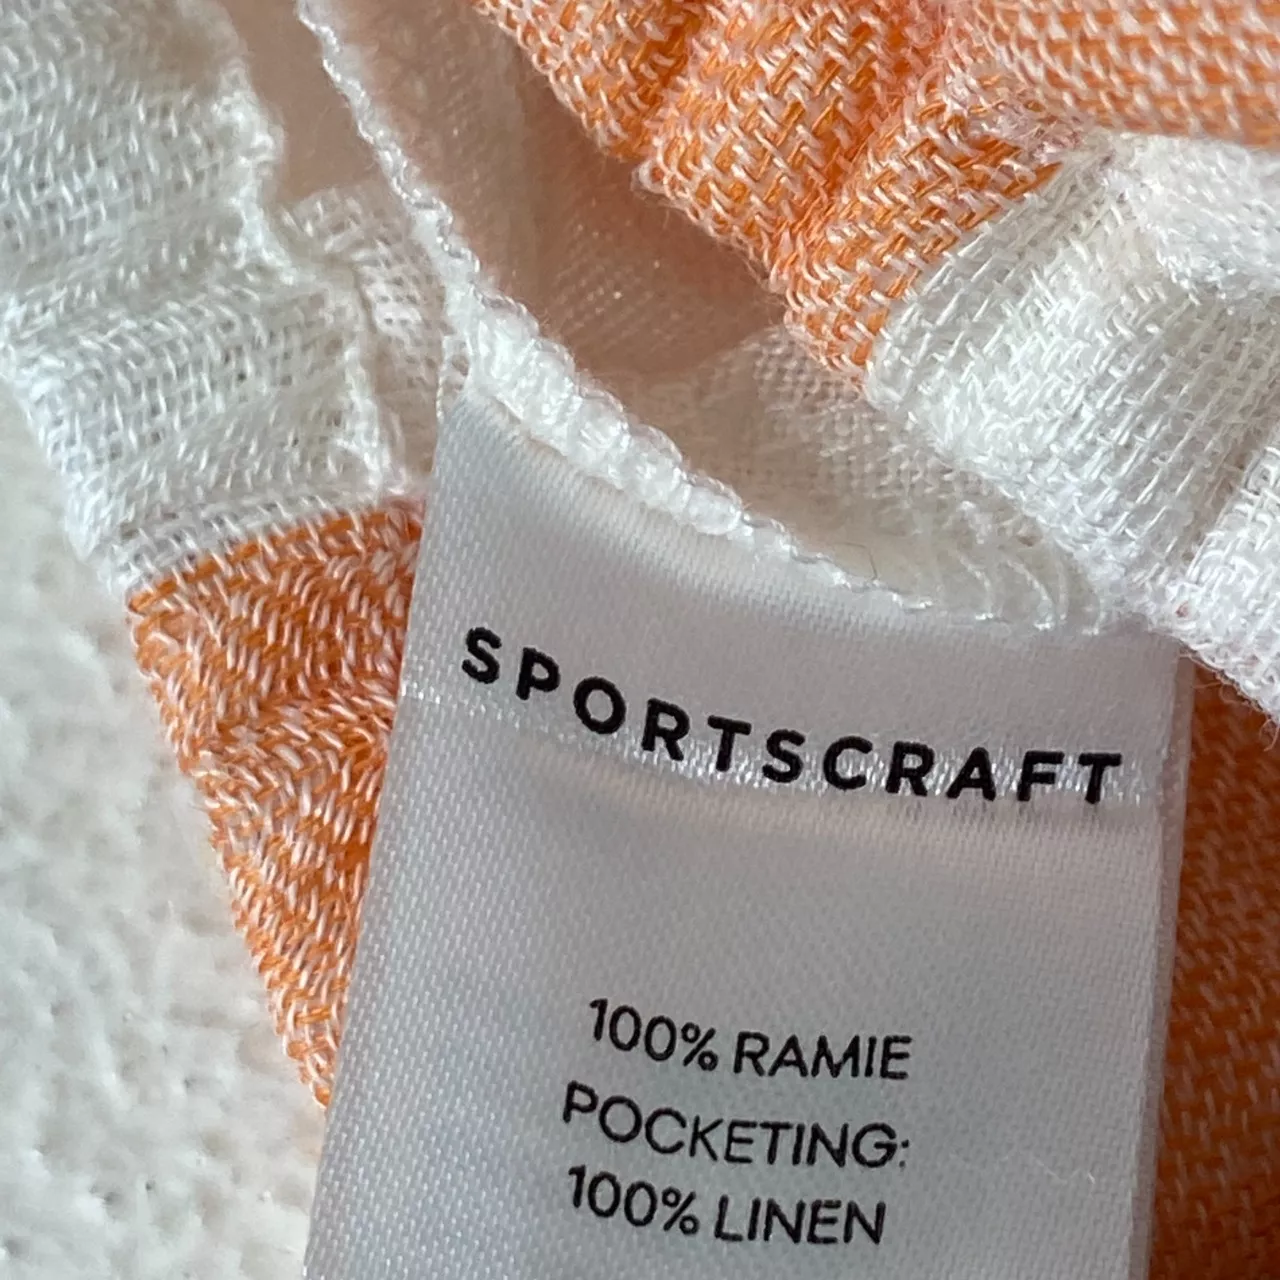 SPORTSCRAFT
100% RAMIE
POCKETING:
100% LINEN